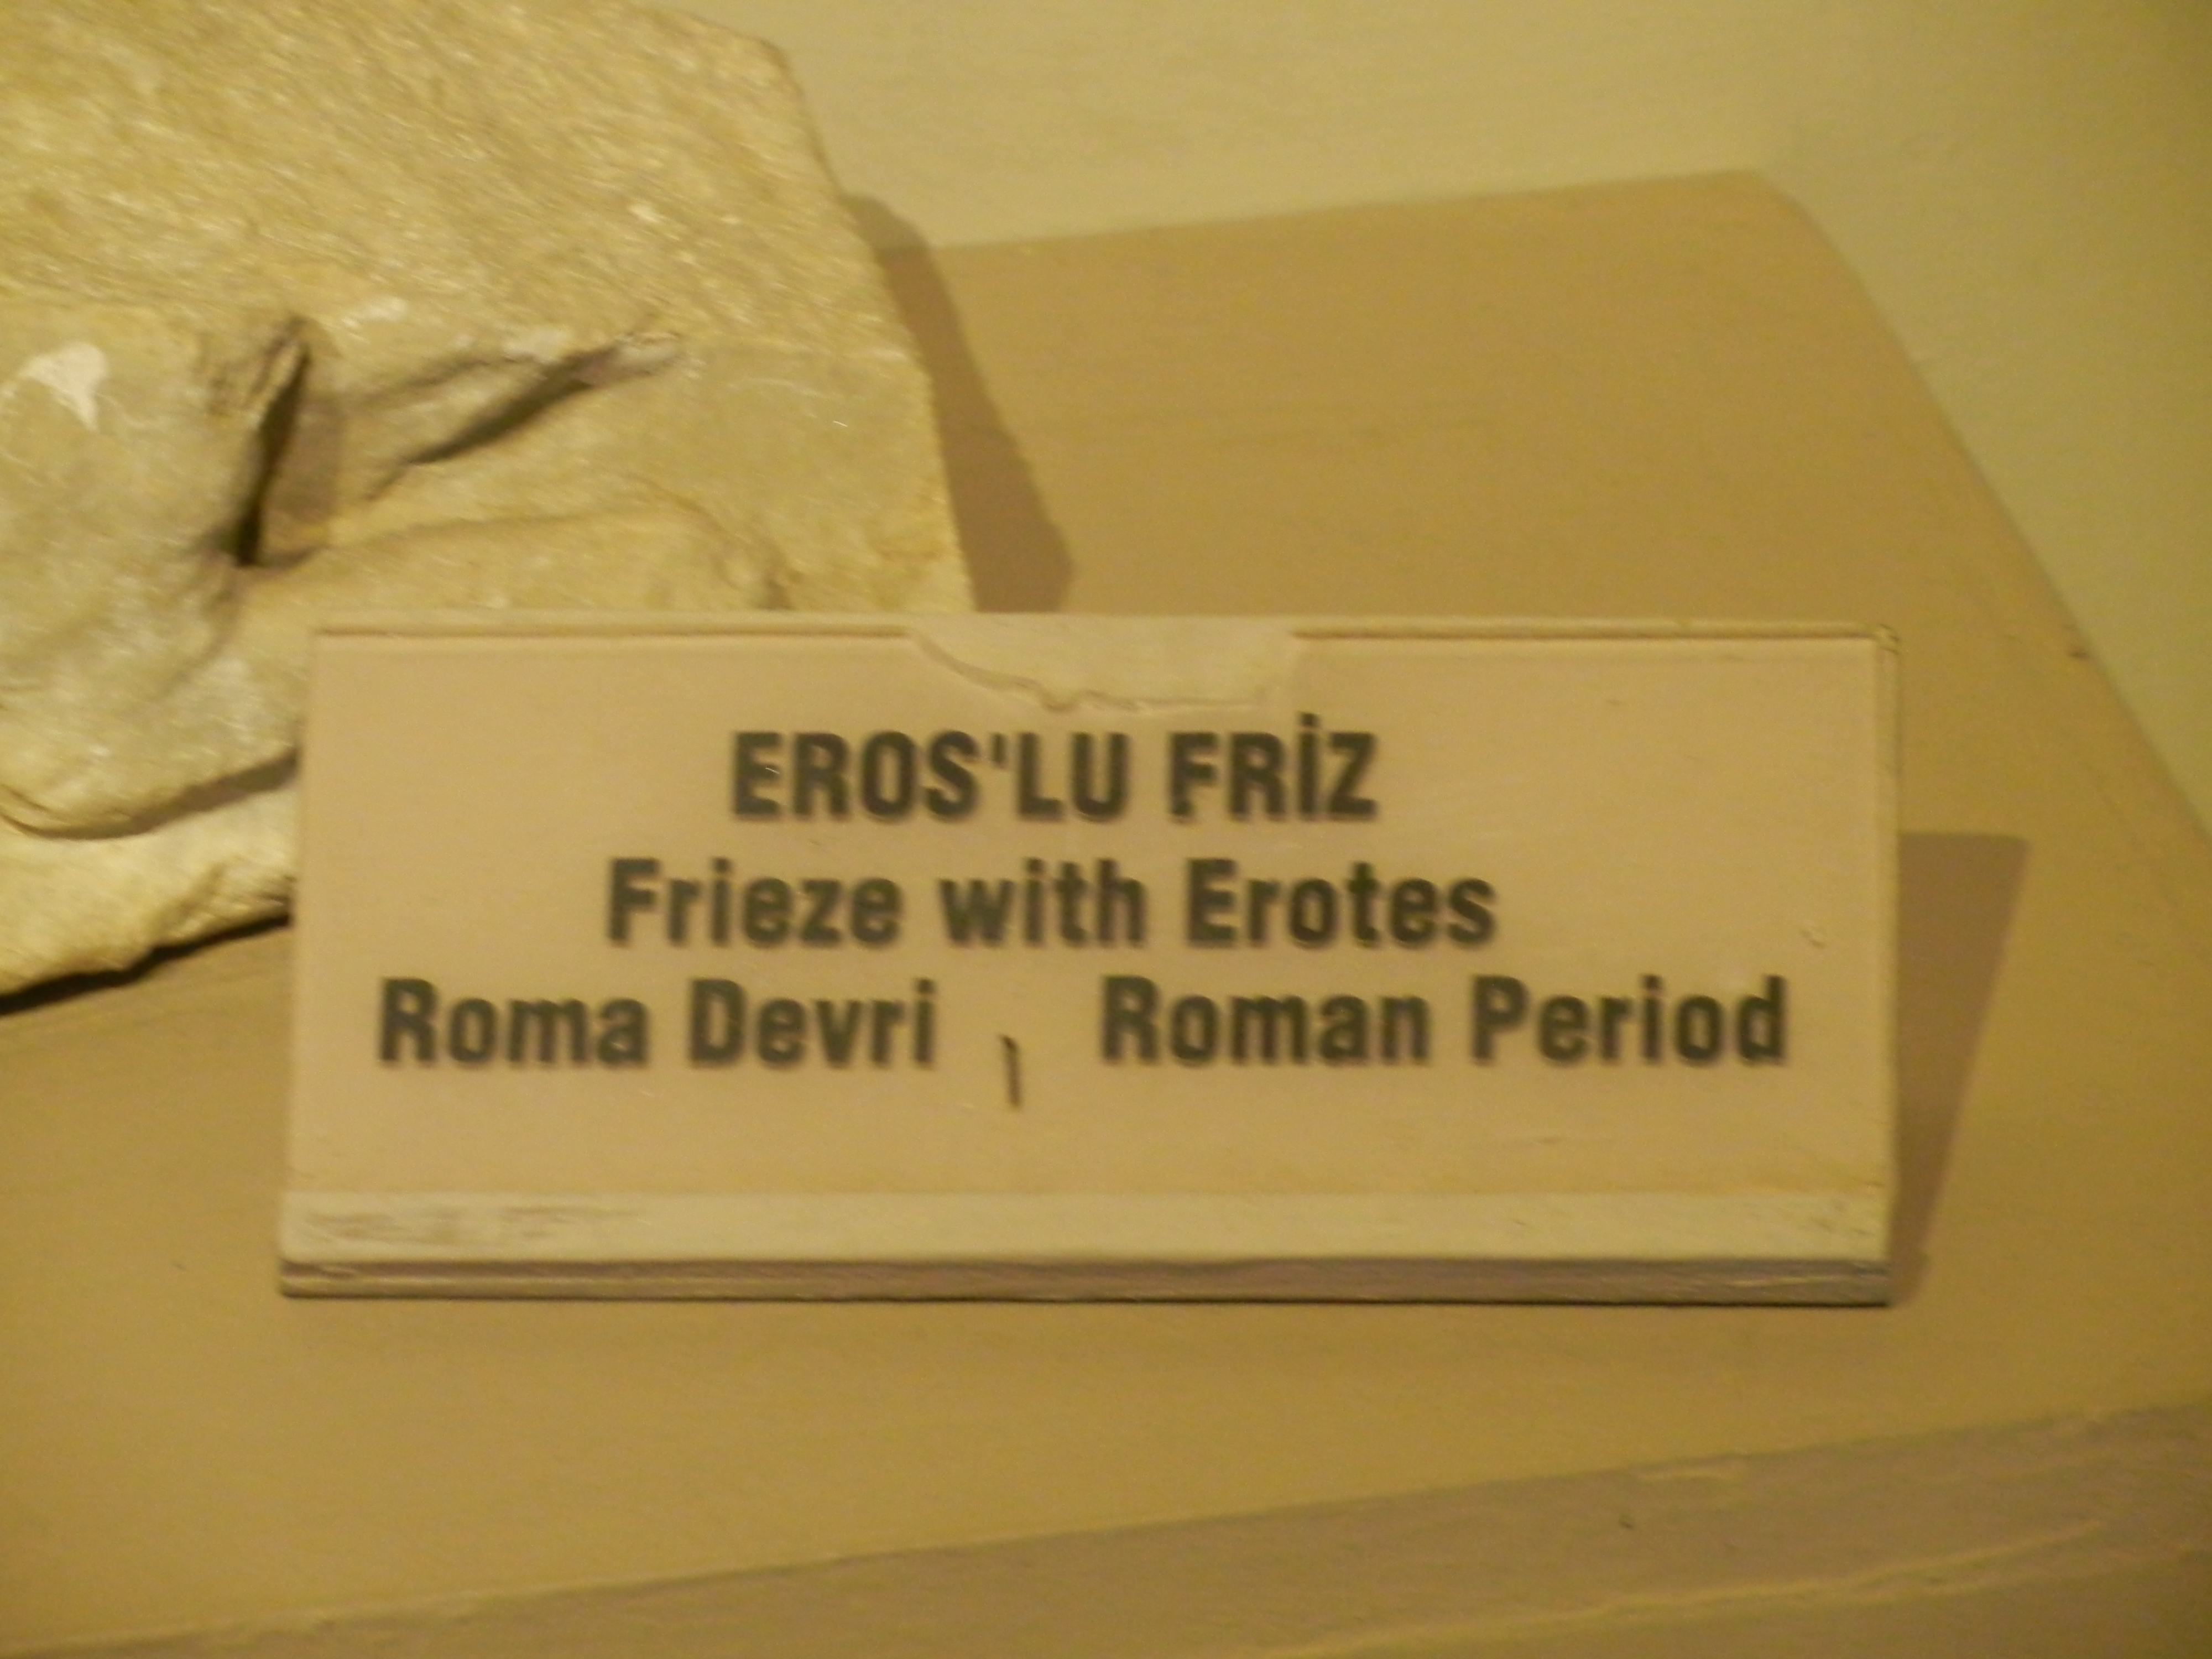 EROS'LU FRİZ
Frieze with Erotes
Roma Devri Roman Period